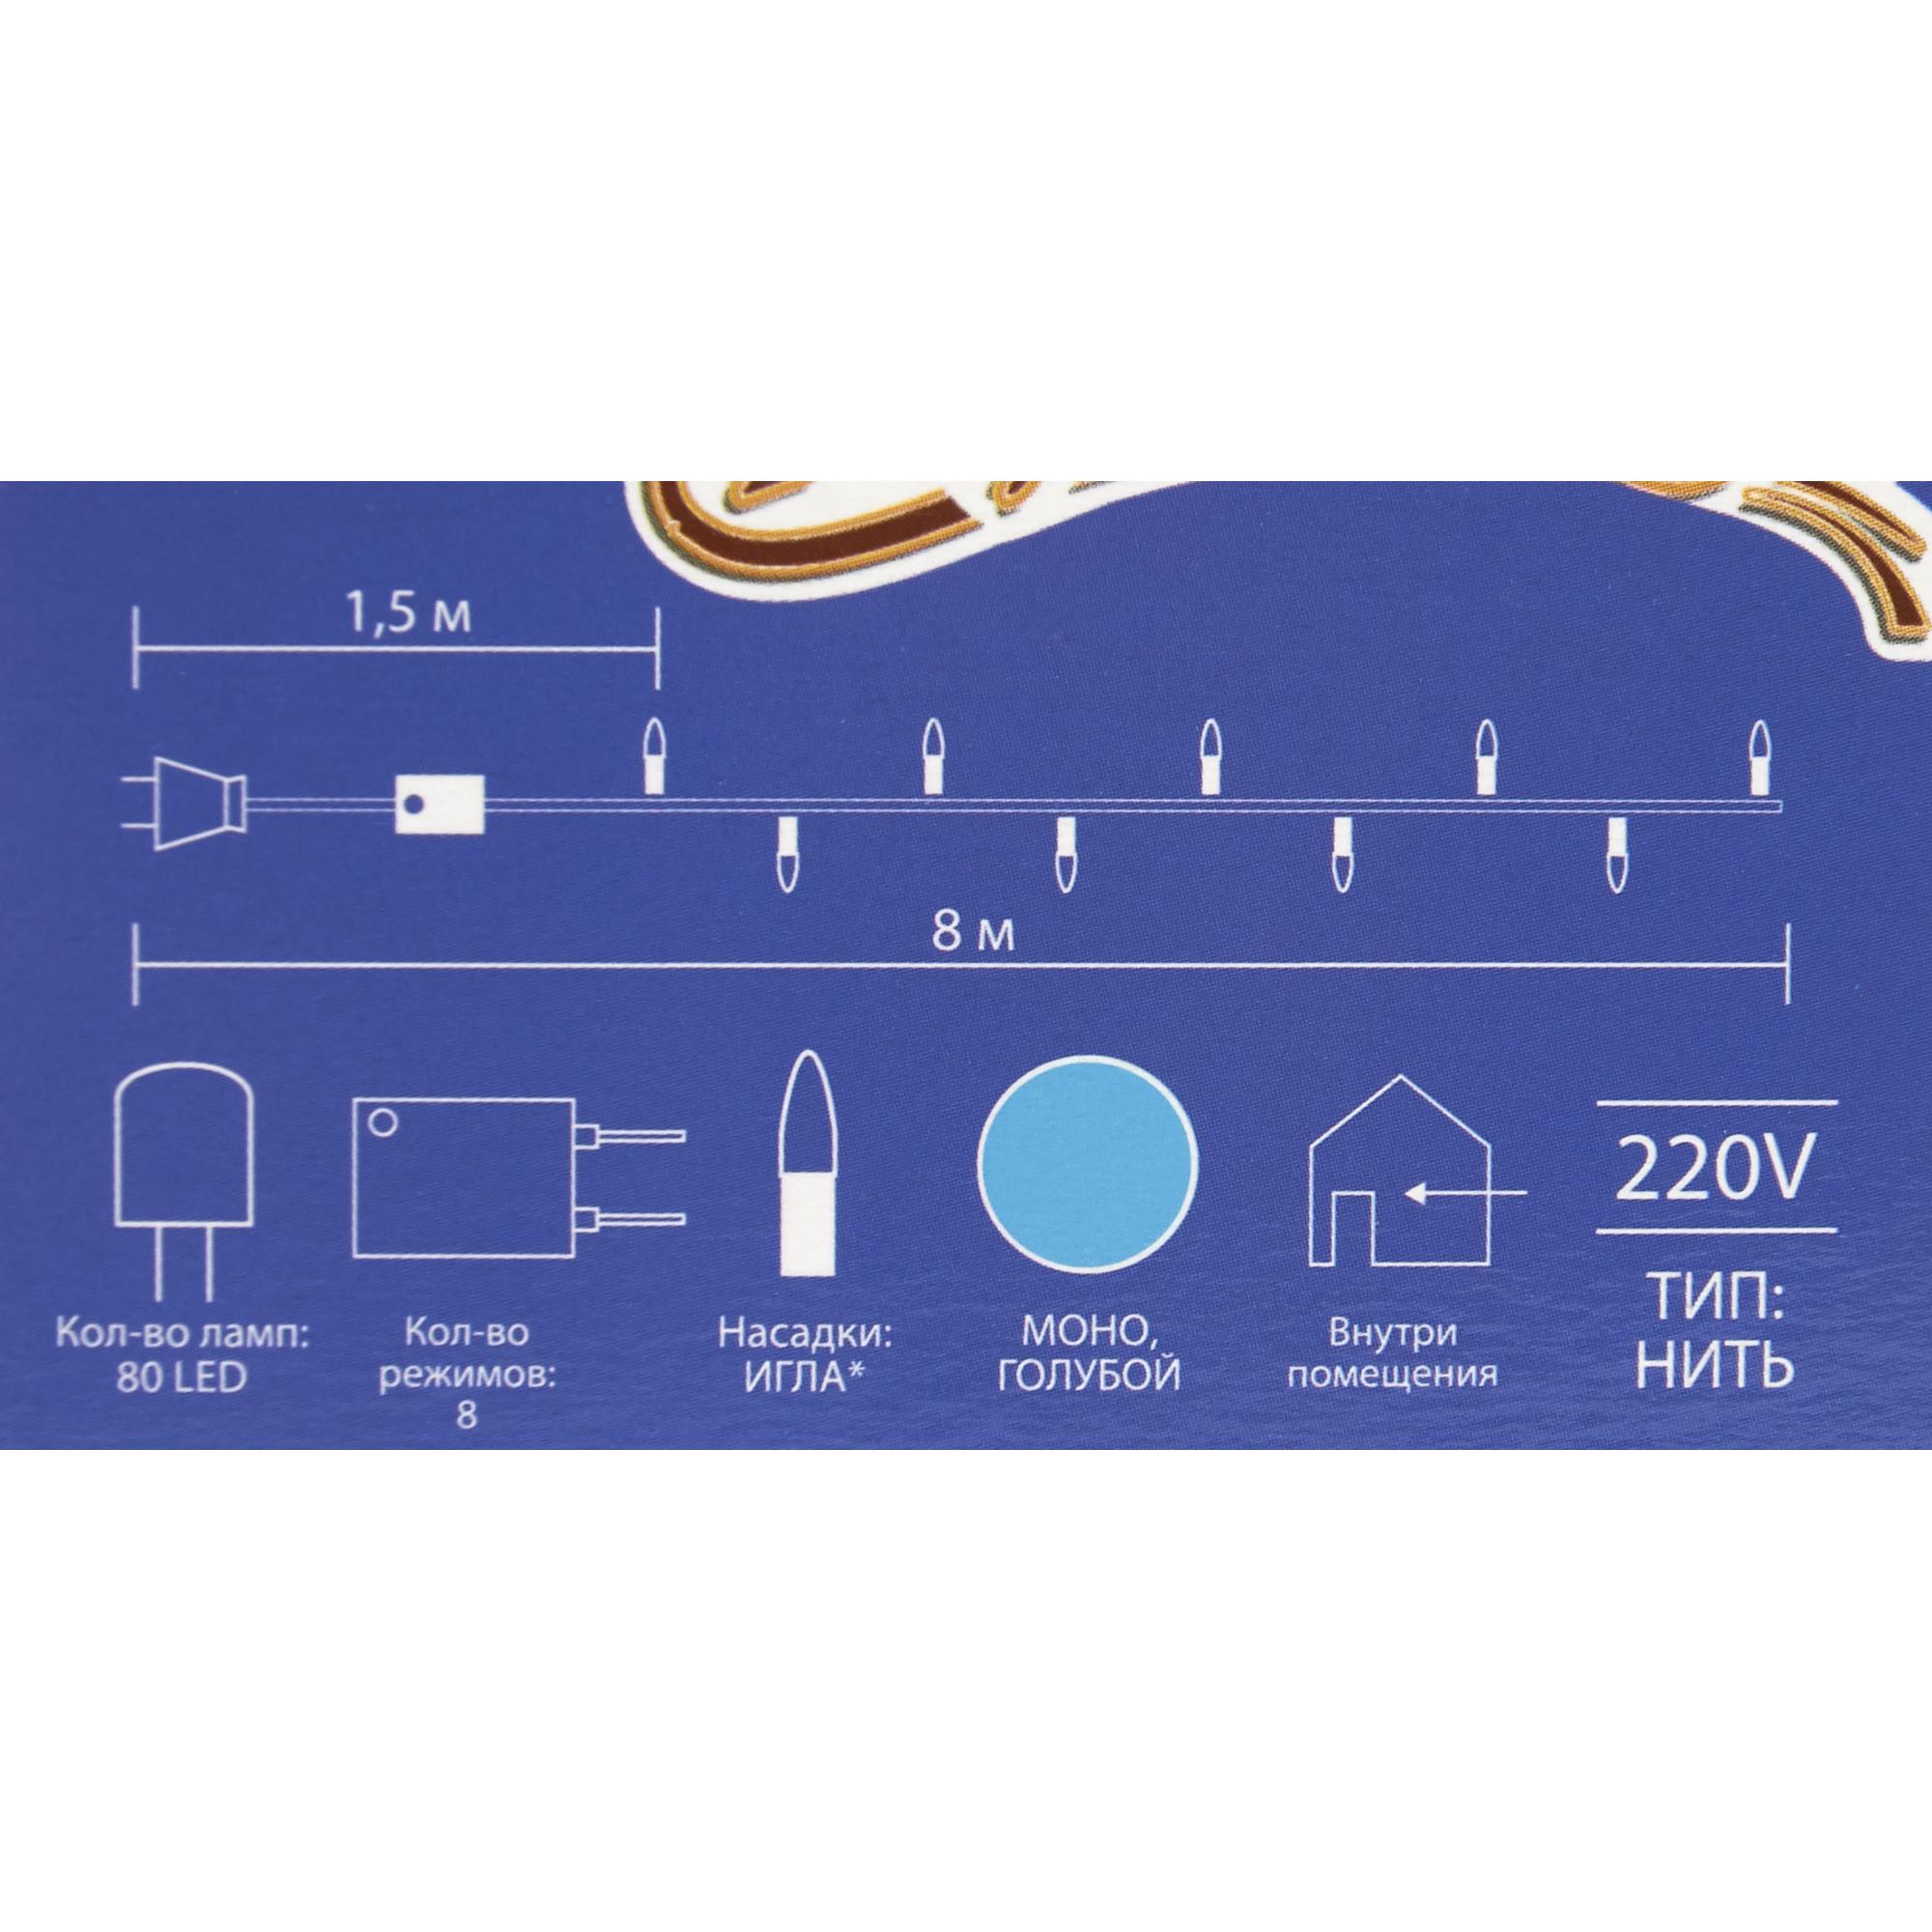 1,5 м
8 м
220V
Кол-во ламп:
80 LED
Кол-во
режимов:
8
Насадки:
ИГЛА*
МОНО,
ГОЛУБОЙ
Внутри
помещения
ТИП:
НИТЬ